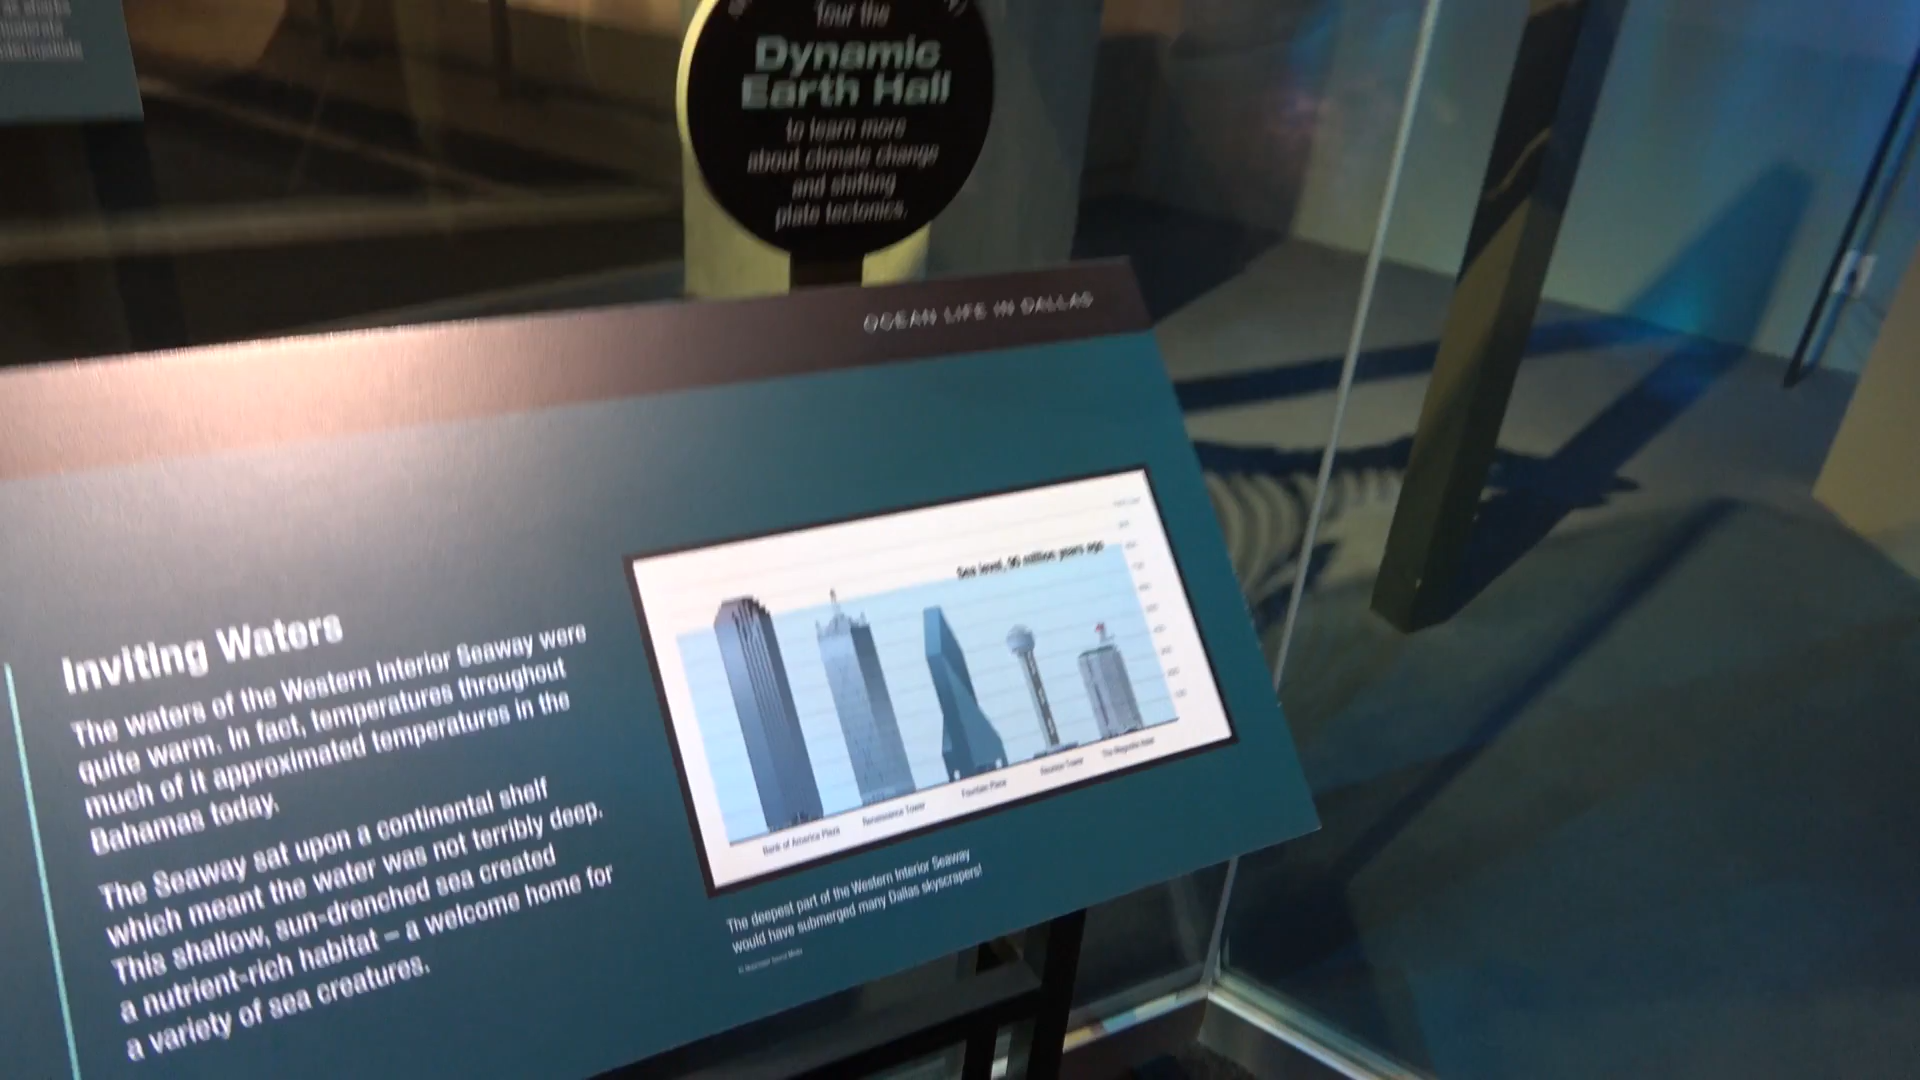 Tour the
Dynamic
Earth Hall
to learn more
about climate change
and shifting
plate tectonics.
OCEAN LIFE IN DALLAS
Inviting Waters
The waters of the Western Interior Seaway were
quite warm. In fact, temperatures throughout
much of it approximated temperatures in the
Bahamas today.
The Seaway sat upon a continental shelf
which meant the water was not terribly deep.
This shallow, sun-drenched sea created
a nutrient-rich habitat – a welcome home for
a variety of sea creatures.
Sea level, 90 million years ago
Bank of America Plaza
Renaissance Tower
Fountain Place
Reunion Tower
The Magnolia Hotel
The deepest part of the Western Interior Seaway
would have submerged many Dallas skyscrapers!